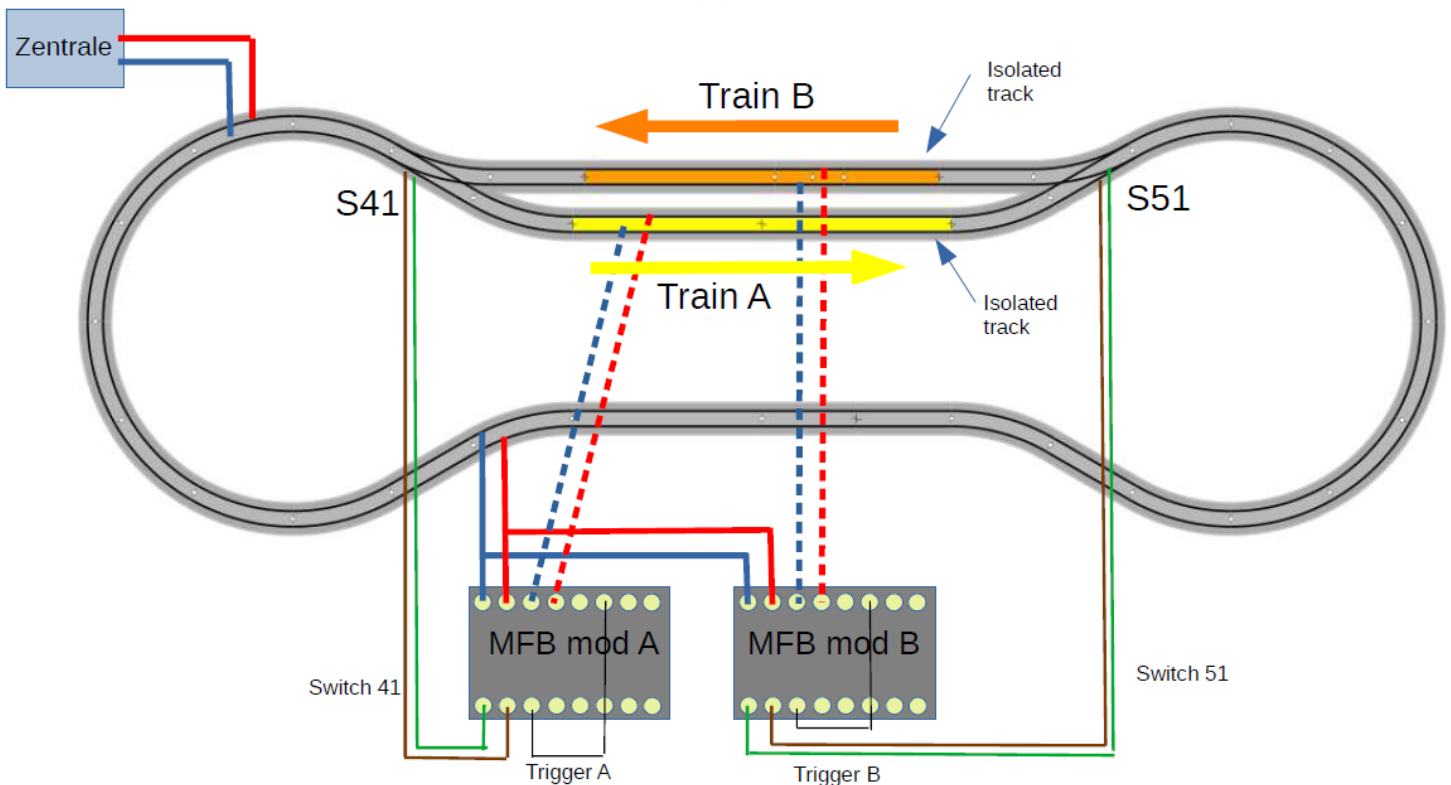 Zentrale
Train B
Isolated
track
S41
S51
Train A
Isolated
track
MFB mod A
MFB mod B
Switch 41
Switch 51
Trigger A
Trigger B